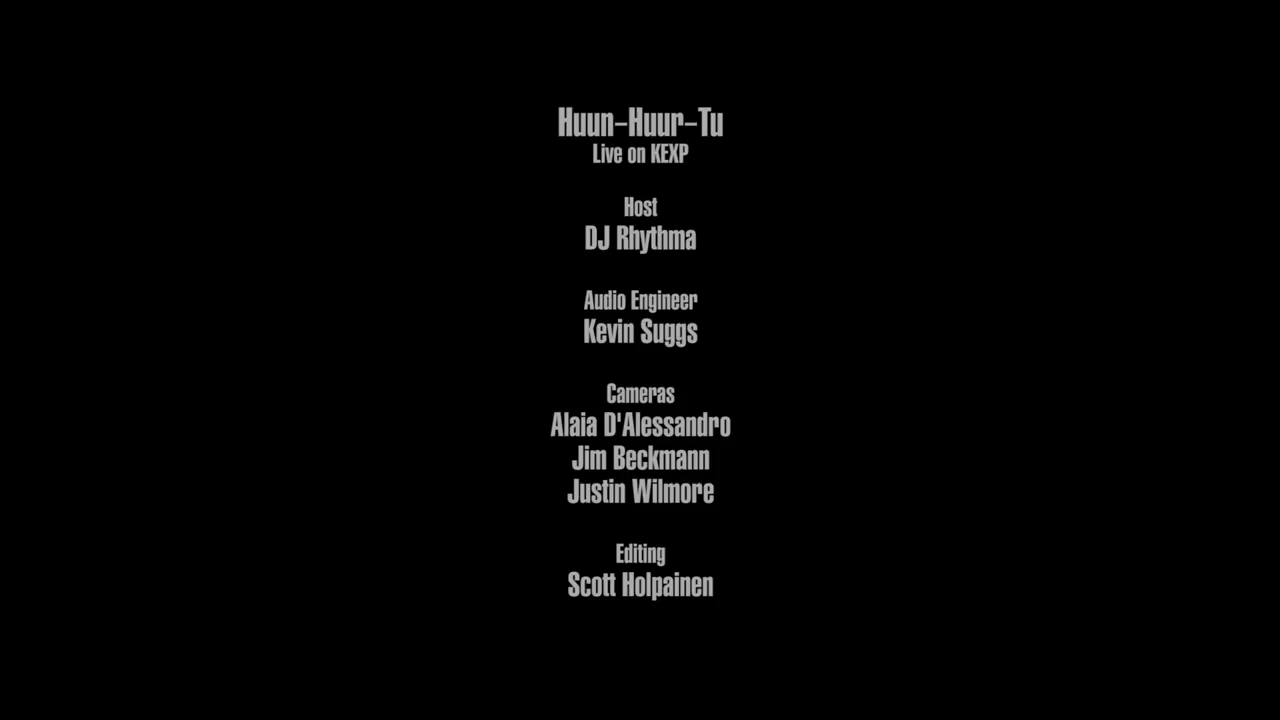 Huun-Huur-Tu
Live on KEXP
Host
DJ Rhythma
Audio Engineer
Kevin Suggs
Cameras
Alaia D'Alessandro
Jim Beckmann
Justin Wilmore
Editing
Scott Holpainen